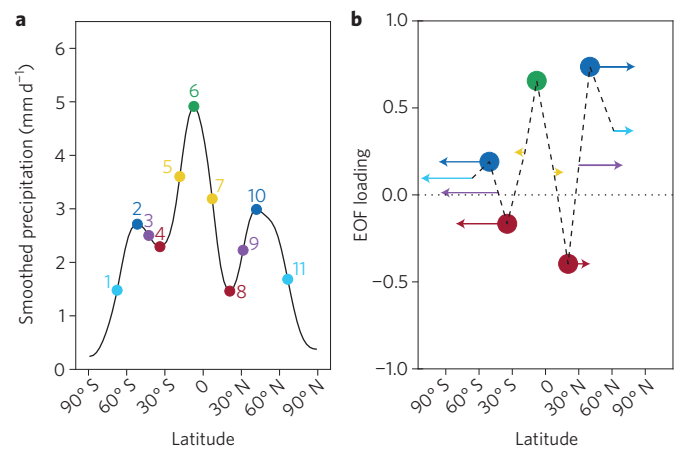 a
Smoothed precipitation (mm d⁻¹)
6
5
4
3
2
1
0
1
2
3
4
5
6
7
8
9
10
11
90° S
60° S
30° S
0
30° N
60° N
90° N
Latitude
b
EOF loading
1.0
0.5
0.0
−0.5
−1.0
90° S
60° S
30° S
0
30° N
60° N
90° N
Latitude